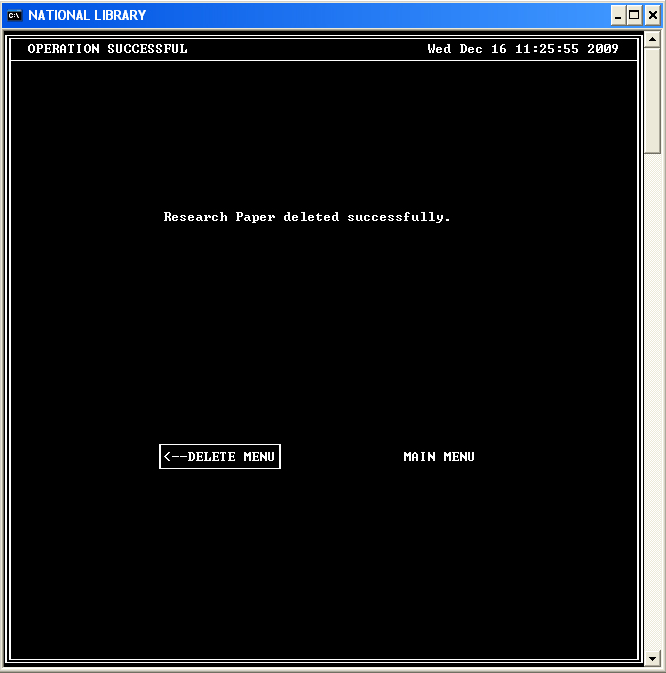 NATIONAL LIBRARY
OPERATION SUCCESSFUL Wed Dec 16 11:25:55 2009
Research Paper deleted successfully.
<--DELETE MENU MAIN MENU